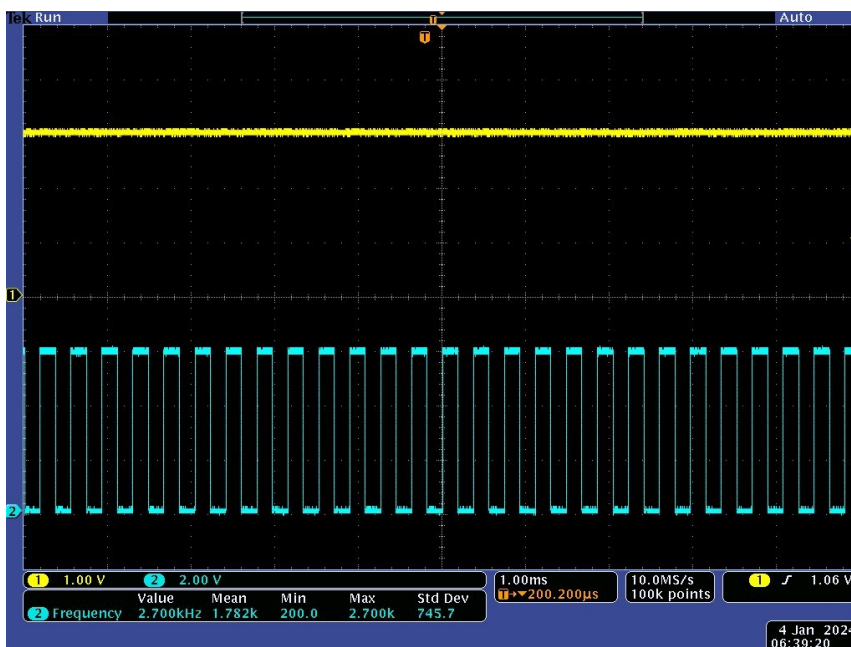 Tek Run Auto
T
T
1
2
1 1.00 V 2 2.00 V
1.00ms
T→▼200.200µs
10.0MS/s
100k points
1 1.06 V
Value Mean Min Max Std Dev
2 Frequency 2.700kHz 1.782k 200.0 2.700k 745.7
4 Jan 2024
06:39:20